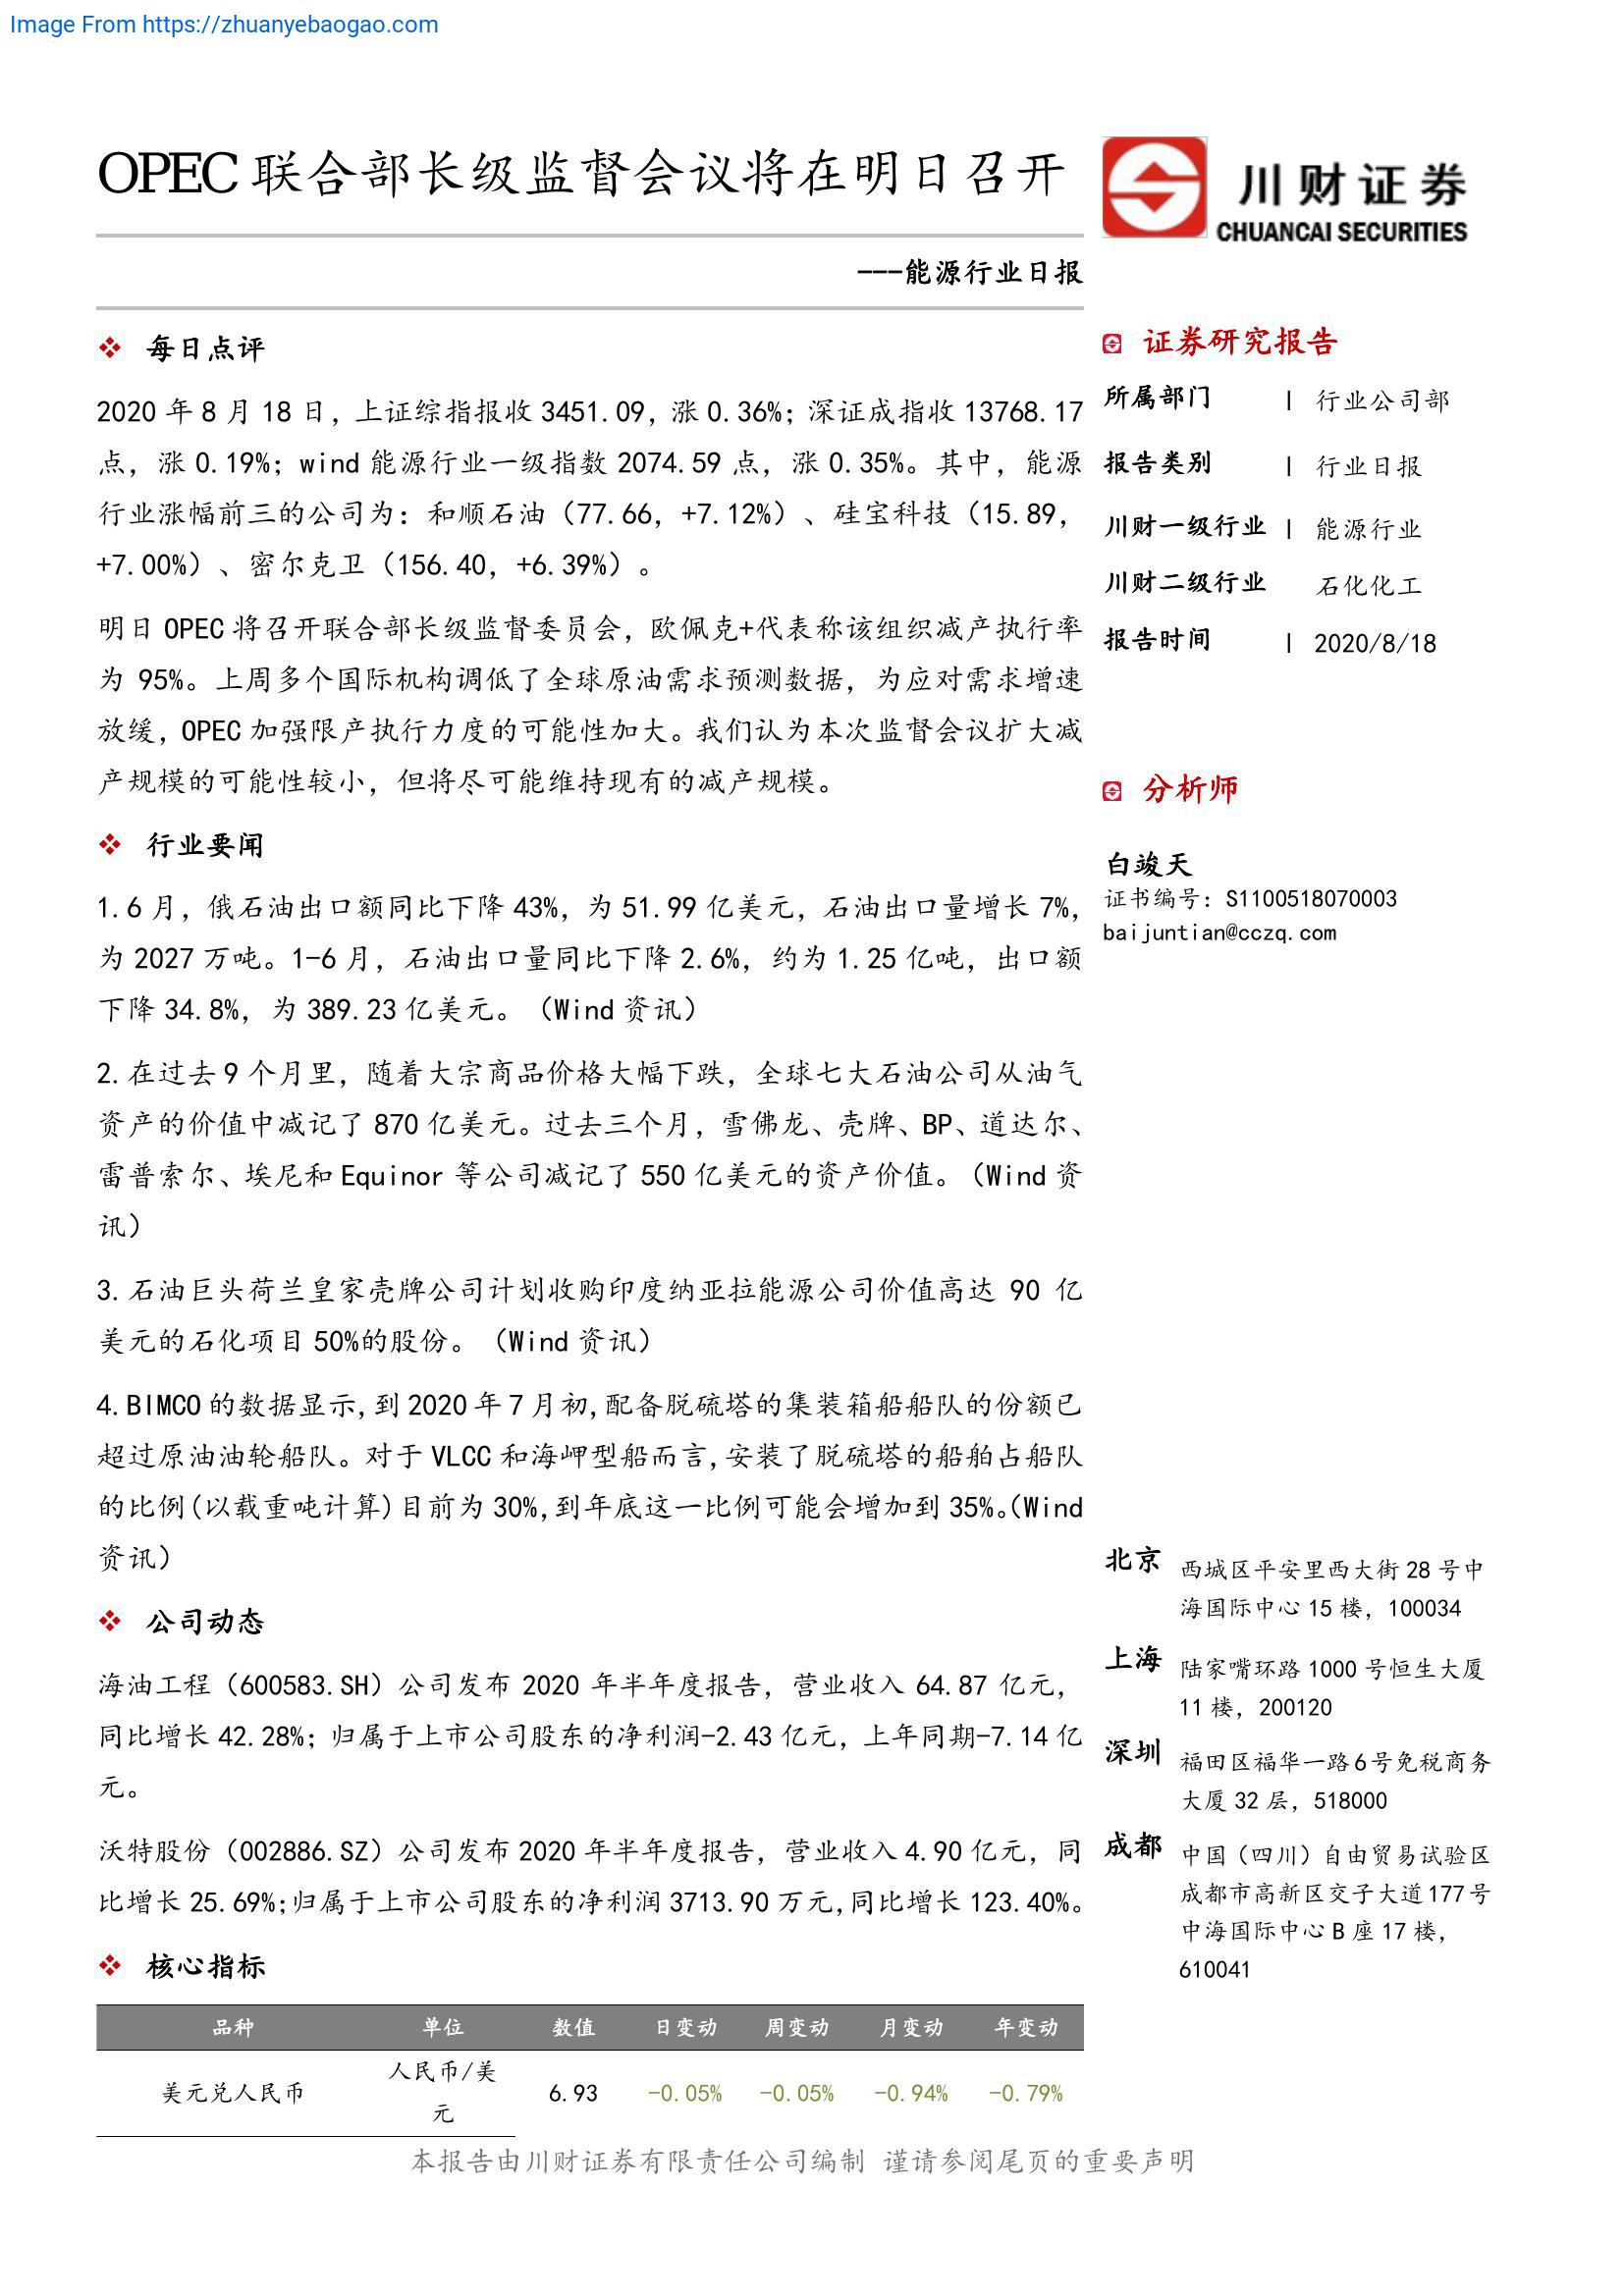 Image From https://zhuanyebaogao.com
OPEC 联合部长级监督会议将在明日召开
川财证券
CHUANCAI SECURITIES
---能源行业日报
❖ 每日点评
2020 年 8 月 18 日，上证综指报收 3451.09，涨 0.36%；深证成指收 13768.17
点，涨 0.19%；wind 能源行业一级指数 2074.59 点，涨 0.35%。其中，能源
行业涨幅前三的公司为：和顺石油（77.66，+7.12%）、硅宝科技（15.89，
+7.00%）、密尔克卫（156.40，+6.39%）。
明日 OPEC 将召开联合部长级监督委员会，欧佩克+代表称该组织减产执行率
为 95%。上周多个国际机构调低了全球原油需求预测数据，为应对需求增速
放缓，OPEC 加强限产执行力度的可能性加大。我们认为本次监督会议扩大减
产规模的可能性较小，但将尽可能维持现有的减产规模。
❖ 行业要闻
1.6 月，俄石油出口额同比下降 43%，为 51.99 亿美元，石油出口量增长 7%，
为 2027 万吨。1-6 月，石油出口量同比下降 2.6%，约为 1.25 亿吨，出口额
下降 34.8%，为 389.23 亿美元。（Wind 资讯）
2.在过去 9 个月里，随着大宗商品价格大幅下跌，全球七大石油公司从油气
资产的价值中减记了 870 亿美元。过去三个月，雪佛龙、壳牌、BP、道达尔、
雷普索尔、埃尼和 Equinor 等公司减记了 550 亿美元的资产价值。（Wind 资
讯）
3.石油巨头荷兰皇家壳牌公司计划收购印度纳亚拉能源公司价值高达 90 亿
美元的石化项目 50%的股份。（Wind 资讯）
4.BIMCO 的数据显示,到 2020 年 7 月初,配备脱硫塔的集装箱船船队的份额已
超过原油油轮船队。对于 VLCC 和海岬型船而言,安装了脱硫塔的船舶占船队
的比例(以载重吨计算)目前为 30%,到年底这一比例可能会增加到 35%。（Wind
资讯）
❖ 公司动态
海油工程（600583.SH）公司发布 2020 年半年度报告，营业收入 64.87 亿元，
同比增长 42.28%；归属于上市公司股东的净利润-2.43 亿元，上年同期-7.14 亿
元。
沃特股份（002886.SZ）公司发布 2020 年半年度报告，营业收入 4.90 亿元，同
比增长 25.69%;归属于上市公司股东的净利润 3713.90 万元,同比增长 123.40%。
❖ 核心指标
品种 单位 数值 日变动 周变动 月变动 年变动
美元兑人民币 人民币/美元 6.93 -0.05% -0.05% -0.94% -0.79%
证券研究报告
所属部门 | 行业公司部
报告类别 | 行业日报
川财一级行业 | 能源行业
川财二级行业 石化化工
报告时间 | 2020/8/18
分析师
白竣天
证书编号：S1100518070003
baijuntian@cczq.com
北京 西城区平安里西大街 28 号中
海国际中心 15 楼，100034
上海 陆家嘴环路 1000 号恒生大厦
11 楼，200120
深圳 福田区福华一路 6 号免税商务
大厦 32 层，518000
成都 中国（四川）自由贸易试验区
成都市高新区交子大道 177 号
中海国际中心 B 座 17 楼，
610041
本报告由川财证券有限责任公司编制 谨请参阅尾页的重要声明